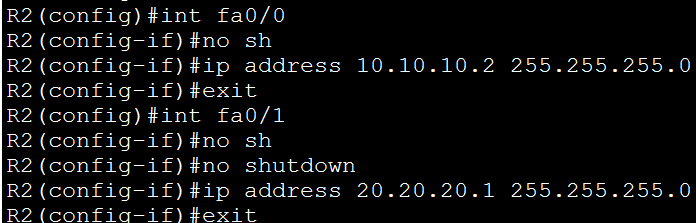 R2(config)#int fa0/0
R2(config-if)#no sh
R2(config-if)#ip address 10.10.10.2 255.255.255.0
R2(config-if)#exit
R2(config-if)#int fa0/1
R2(config-if)#no sh
R2(config-if)#no shutdown
R2(config-if)#ip address 20.20.20.1 255.255.255.0
R2(config-if)#exit